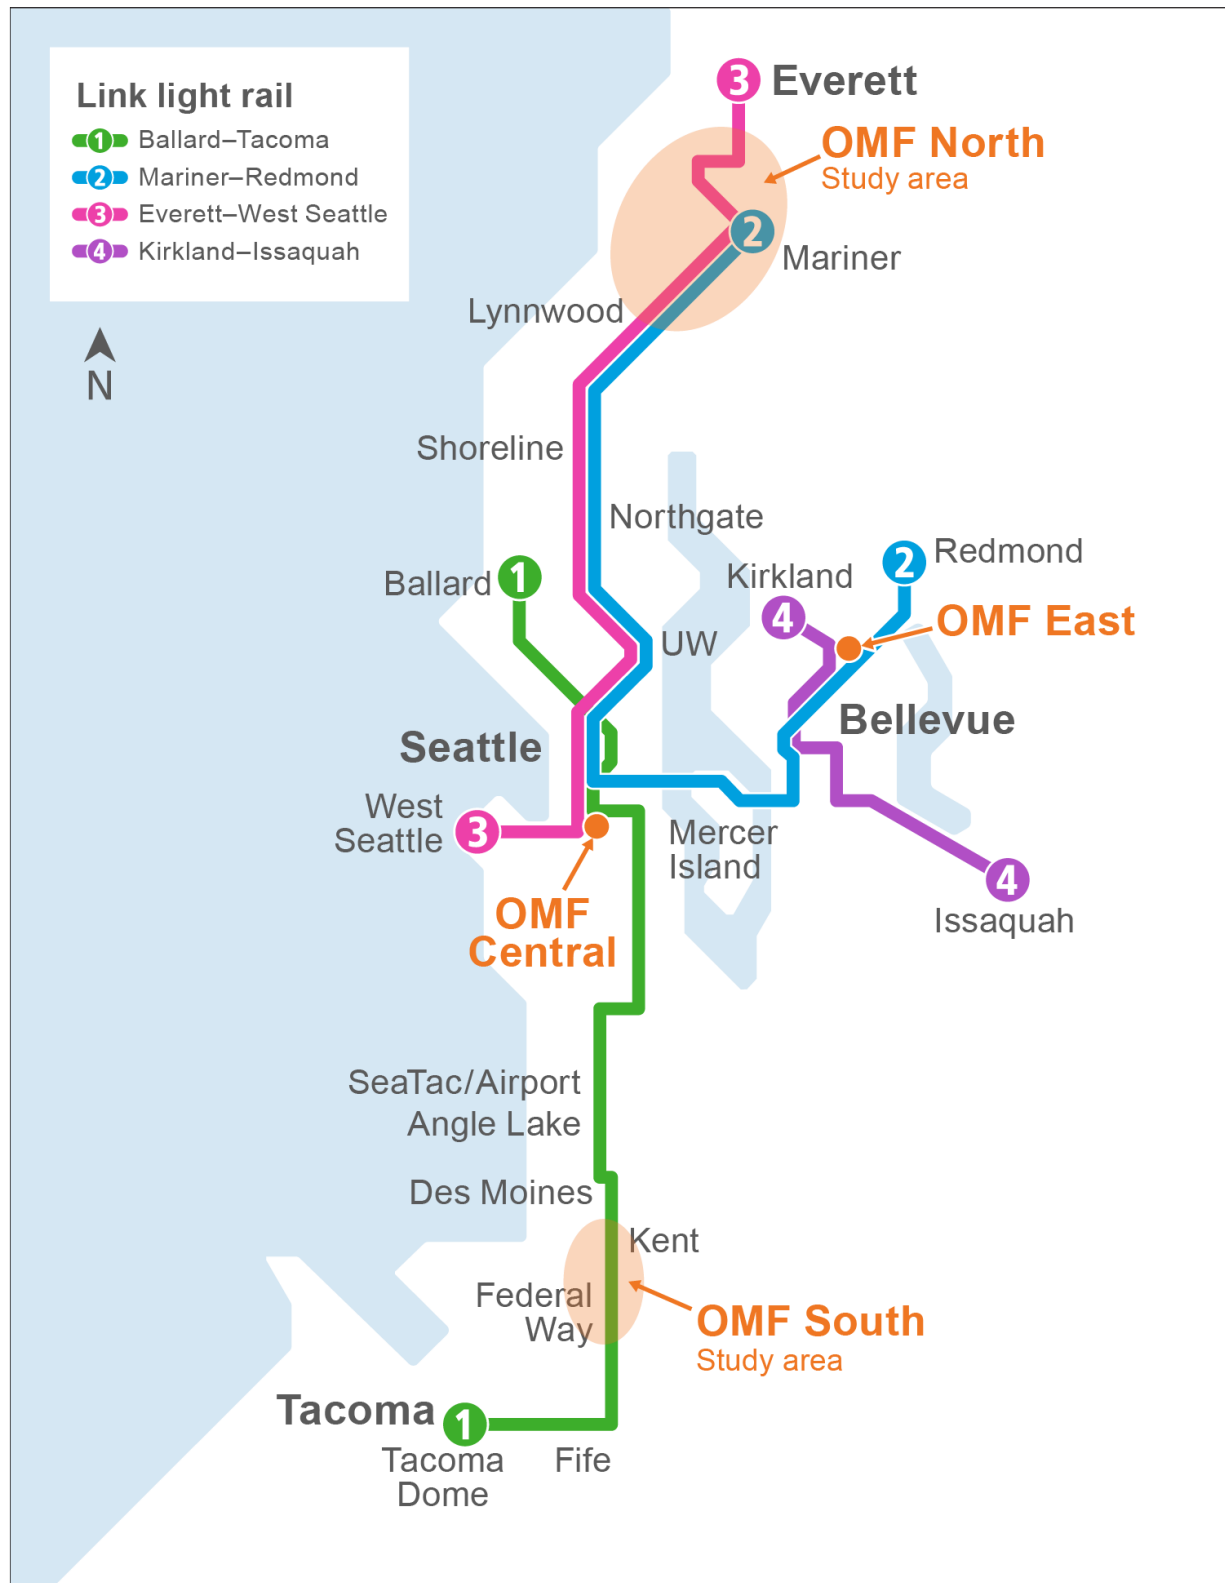 Link light rail
1 Ballard–Tacoma
2 Mariner–Redmond
3 Everett–West Seattle
4 Kirkland–Issaquah
N
3 Everett
OMF North
Study area
2
Mariner
Lynnwood
Shoreline
Northgate
Ballard 1
Kirkland
4
2 Redmond
OMF East
UW
Seattle
Bellevue
West
Seattle 3
Mercer
Island
4
Issaquah
OMF
Central
SeaTac/Airport
Angle Lake
Des Moines
Kent
Federal
Way
OMF South
Study area
Tacoma 1
Tacoma
Dome
Fife